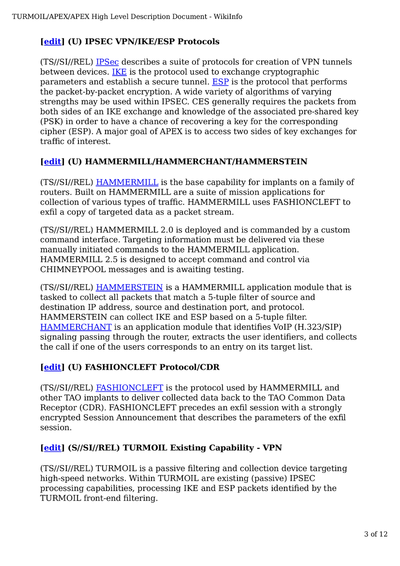 TURMOIL/APEX/APEX High Level Description Document - WikiInfo
[edit] (U) IPSEC VPN/IKE/ESP Protocols
(TS//SI//REL) IPSec describes a suite of protocols for creation of VPN tunnels
between devices. IKE is the protocol used to exchange cryptographic
parameters and establish a secure tunnel. ESP is the protocol that performs
the packet-by-packet encryption. A wide variety of algorithms of varying
strengths may be used within IPSEC. CES generally requires the packets from
both sides of an IKE exchange and knowledge of the associated pre-shared key
(PSK) in order to have a chance of recovering a key for the corresponding
cipher (ESP). A major goal of APEX is to access two sides of key exchanges for
traffic of interest.
[edit] (U) HAMMERMILL/HAMMERCHANT/HAMMERSTEIN
(TS//SI//REL) HAMMERMILL is the base capability for implants on a family of
routers. Built on HAMMERMILL are a suite of mission applications for
collection of various types of traffic. HAMMERMILL uses FASHIONCLEFT to
exfil a copy of targeted data as a packet stream.
(TS//SI//REL) HAMMERMILL 2.0 is deployed and is commanded by a custom
command interface. Targeting information must be delivered via these
manually initiated commands to the HAMMERMILL application.
HAMMERMILL 2.5 is designed to accept command and control via
CHIMNEYPOOL messages and is awaiting testing.
(TS//SI//REL) HAMMERSTEIN is a HAMMERMILL application module that is
tasked to collect all packets that match a 5-tuple filter of source and
destination IP address, source and destination port, and protocol.
HAMMERSTEIN can collect IKE and ESP based on a 5-tuple filter.
HAMMERCHANT is an application module that identifies VoIP (H.323/SIP)
signaling passing through the router, extracts the user identifiers, and collects
the call if one of the users corresponds to an entry on its target list.
[edit] (U) FASHIONCLEFT Protocol/CDR
(TS//SI//REL) FASHIONCLEFT is the protocol used by HAMMERMILL and
other TAO implants to deliver collected data back to the TAO Common Data
Receptor (CDR). FASHIONCLEFT precedes an exfil session with a strongly
encrypted Session Announcement that describes the parameters of the exfil
session.
[edit] (S//SI//REL) TURMOIL Existing Capability - VPN
(TS//SI//REL) TURMOIL is a passive filtering and collection device targeting
high-speed networks. Within TURMOIL are existing (passive) IPSEC
processing capabilities, processing IKE and ESP packets identified by the
TURMOIL front-end filtering.
3 of 12